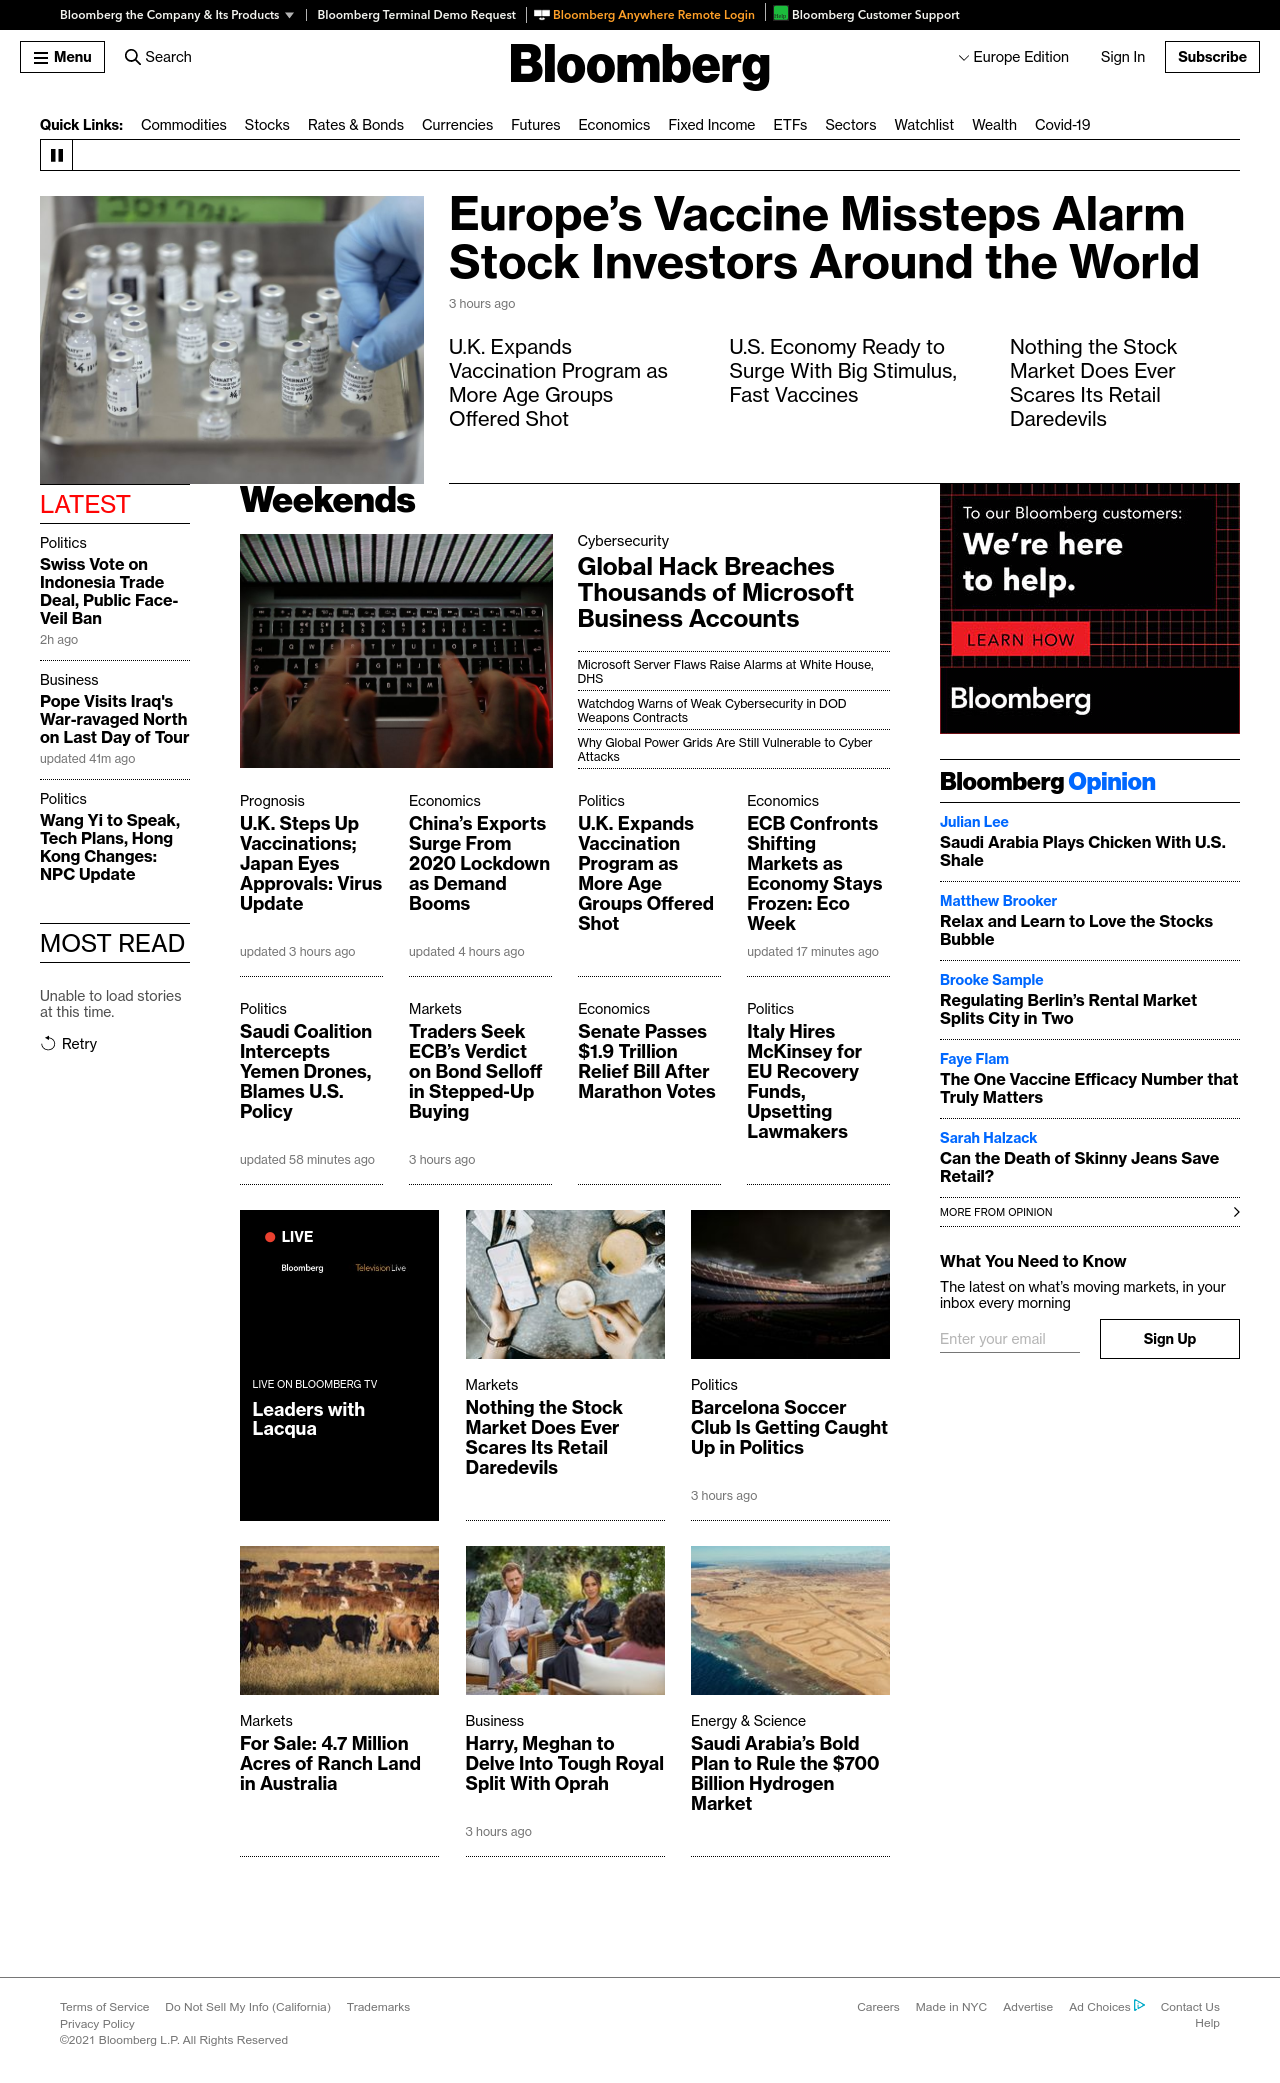 Bloomberg the Company & Its Products
Bloomberg Terminal Demo Request
Bloomberg Anywhere Remote Login
Bloomberg Customer Support
Menu
Search
Bloomberg
Europe Edition
Sign In
Subscribe
Quick Links:
Commodities
Stocks
Rates & Bonds
Currencies
Futures
Economics
Fixed Income
ETFs
Sectors
Watchlist
Wealth
Covid-19
Europe’s Vaccine Missteps Alarm
Stock Investors Around the World
3 hours ago
U.K. Expands
Vaccination Program as
More Age Groups
Offered Shot
U.S. Economy Ready to
Surge With Big Stimulus,
Fast Vaccines
Nothing the Stock
Market Does Ever
Scares Its Retail
Daredevils
LATEST
Politics
Swiss Vote on
Indonesia Trade
Deal, Public Face-
Veil Ban
2h ago
Business
Pope Visits Iraq's
War-ravaged North
on Last Day of Tour
updated 41m ago
Politics
Wang Yi to Speak,
Tech Plans, Hong
Kong Changes:
NPC Update
MOST READ
Unable to load stories
at this time.
Retry
Weekends
Cybersecurity
Global Hack Breaches
Thousands of Microsoft
Business Accounts
Microsoft Server Flaws Raise Alarms at White House,
DHS
Watchdog Warns of Weak Cybersecurity in DOD
Weapons Contracts
Why Global Power Grids Are Still Vulnerable to Cyber
Attacks
Prognosis
U.K. Steps Up
Vaccinations;
Japan Eyes
Approvals: Virus
Update
updated 3 hours ago
Economics
China’s Exports
Surge From
2020 Lockdown
as Demand
Booms
updated 4 hours ago
Politics
U.K. Expands
Vaccination
Program as
More Age
Groups Offered
Shot
Economics
ECB Confronts
Shifting
Markets as
Economy Stays
Frozen: Eco
Week
updated 17 minutes ago
Politics
Saudi Coalition
Intercepts
Yemen Drones,
Blames U.S.
Policy
updated 58 minutes ago
Markets
Traders Seek
ECB’s Verdict
on Bond Selloff
in Stepped-Up
Buying
3 hours ago
Economics
Senate Passes
$1.9 Trillion
Relief Bill After
Marathon Votes
Politics
Italy Hires
McKinsey for
EU Recovery
Funds,
Upsetting
Lawmakers
LIVE
Bloomberg
Television Live
LIVE ON BLOOMBERG TV
Leaders with
Lacqua
Markets
Nothing the Stock
Market Does Ever
Scares Its Retail
Daredevils
Politics
Barcelona Soccer
Club Is Getting Caught
Up in Politics
3 hours ago
Markets
For Sale: 4.7 Million
Acres of Ranch Land
in Australia
Business
Harry, Meghan to
Delve Into Tough Royal
Split With Oprah
3 hours ago
Energy & Science
Saudi Arabia’s Bold
Plan to Rule the $700
Billion Hydrogen
Market
To our Bloomberg customers:
We’re here
to help.
LEARN HOW
Bloomberg
Bloomberg Opinion
Julian Lee
Saudi Arabia Plays Chicken With U.S.
Shale
Matthew Brooker
Relax and Learn to Love the Stocks
Bubble
Brooke Sample
Regulating Berlin’s Rental Market
Splits City in Two
Faye Flam
The One Vaccine Efficacy Number that
Truly Matters
Sarah Halzack
Can the Death of Skinny Jeans Save
Retail?
MORE FROM OPINION
What You Need to Know
The latest on what’s moving markets, in your
inbox every morning
Enter your email
Sign Up
Terms of Service
Do Not Sell My Info (California)
Trademarks
Privacy Policy
©2021 Bloomberg L.P. All Rights Reserved
Careers
Made in NYC
Advertise
Ad Choices
Contact Us
Help